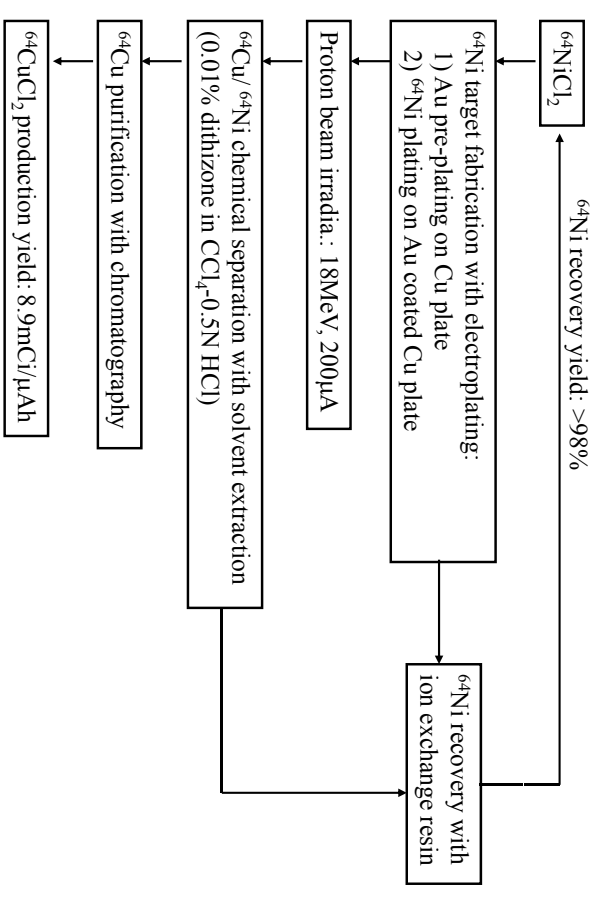 ⁶⁴NiCl₂
⁶⁴Ni recovery yield: >98%
⁶⁴Ni target fabrication with electroplating:
1) Au pre-plating on Cu plate
2) ⁶⁴Ni plating on Au coated Cu plate
⁶⁴Ni recovery with
ion exchange resin
Proton beam irradia.: 18MeV, 200μA
⁶⁴Cu/ ⁶⁴Ni chemical separation with solvent extraction
(0.01% dithizone in CCl₄-0.5N HCl)
⁶⁴Cu purification with chromatography
⁶⁴CuCl₂ production yield: 8.9mCi/μAh